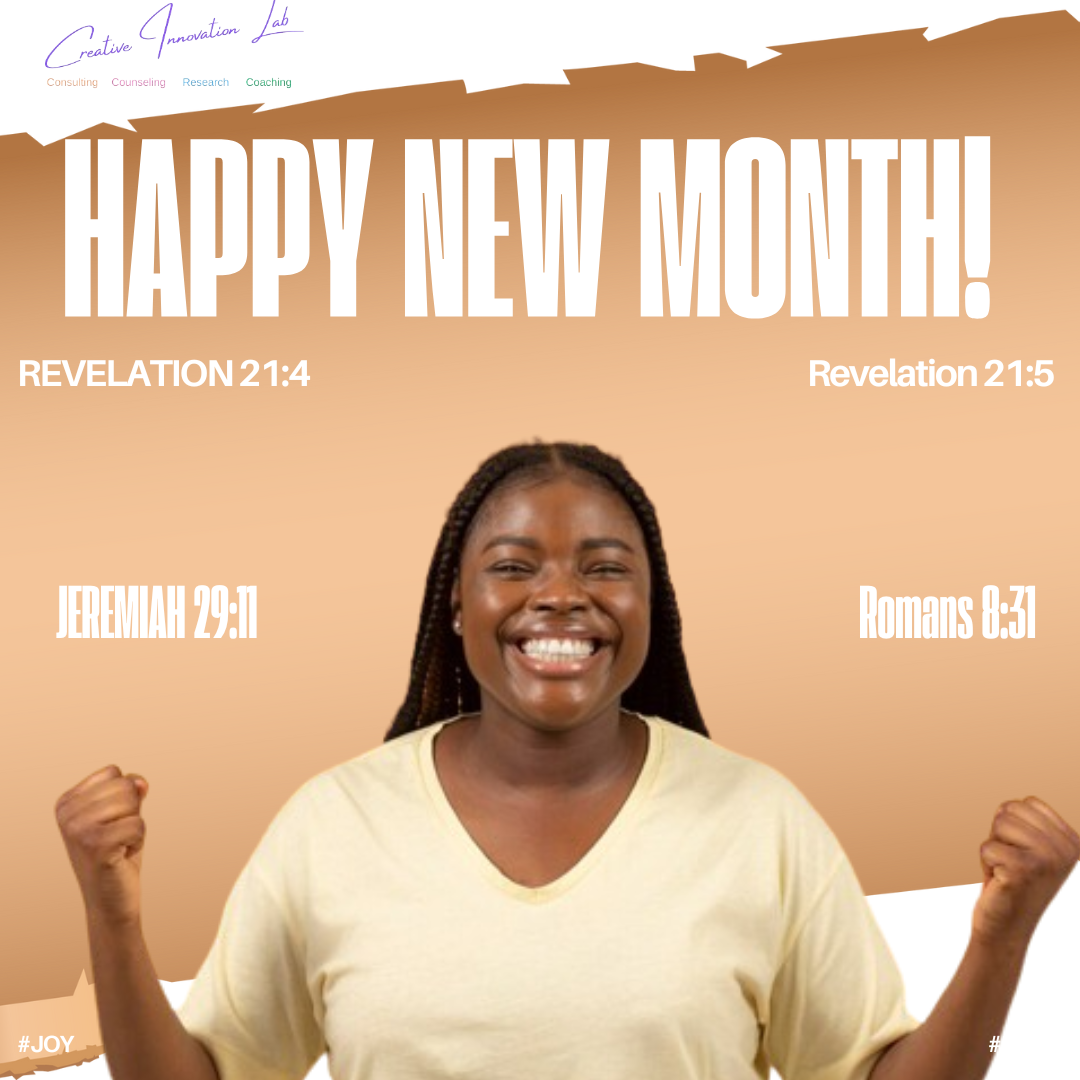 Creative Innovation Lab
Consulting Counseling Research Coaching
HAPPY NEW MONTH!
REVELATION 21:4 Revelation 21:5
JEREMIAH 29:11 Romans 8:31
#JOY #